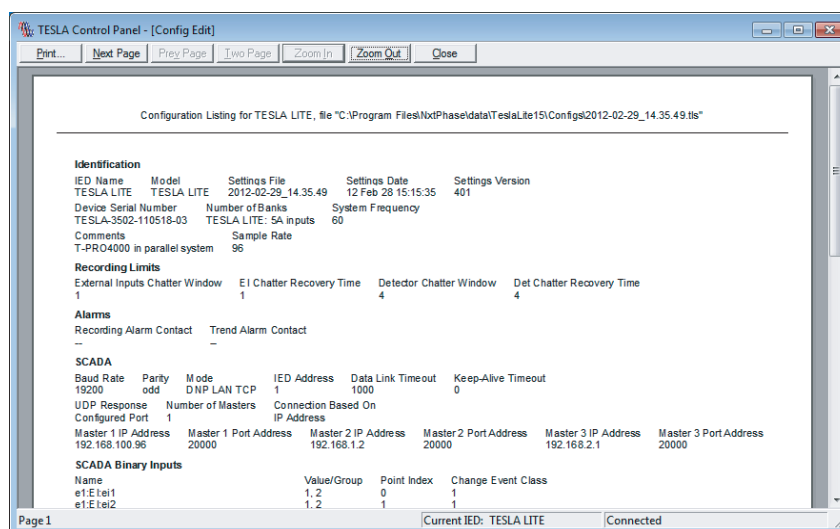 TESLA Control Panel - [Config Edit]
Print... Next Page Prev Page Two Page Zoom In Zoom Out Close
Configuration Listing for TESLA LITE, file "C:\Program Files\NxtPhase\data\TeslaLite15\Configs\2012-02-29_14.35.49.tls"
Identification
IED Name Model Settings File Settings Date Settings Version
TESLA LITE TESLA LITE 2012-02-29_14.35.49 12 Feb 28 15:15:35 401
Device Serial Number Number of Banks System Frequency
TESLA-3502-110518-03 TESLA LITE: 5A inputs 60
Comments Sample Rate
T-PRO4000 in parallel system 96
Recording Limits
External Inputs Chatter Window EI Chatter Recovery Time Detector Chatter Window Det Chatter Recovery Time
1 1 4 4
Alarms
Recording Alarm Contact Trend Alarm Contact
-- --
SCADA
Baud Rate Parity Mode IED Address Data Link Timeout Keep-Alive Timeout
19200 odd DNP LAN TCP 1 1000 0
UDP Response Number of Masters Connection Based On
Configured Port 1 IP Address
Master 1 IP Address Master 1 Port Address Master 2 IP Address Master 2 Port Address Master 3 IP Address Master 3 Port Address
192.168.100.96 20000 192.168.1.2 20000 192.168.2.1 20000
SCADA Binary Inputs
Name Value/Group Point Index Change Event Class
e1:EI:ei1 1, 2 0 1
e1:EI:ei2 1, 2 1 1
Page 1 Current IED: TESLA LITE Connected